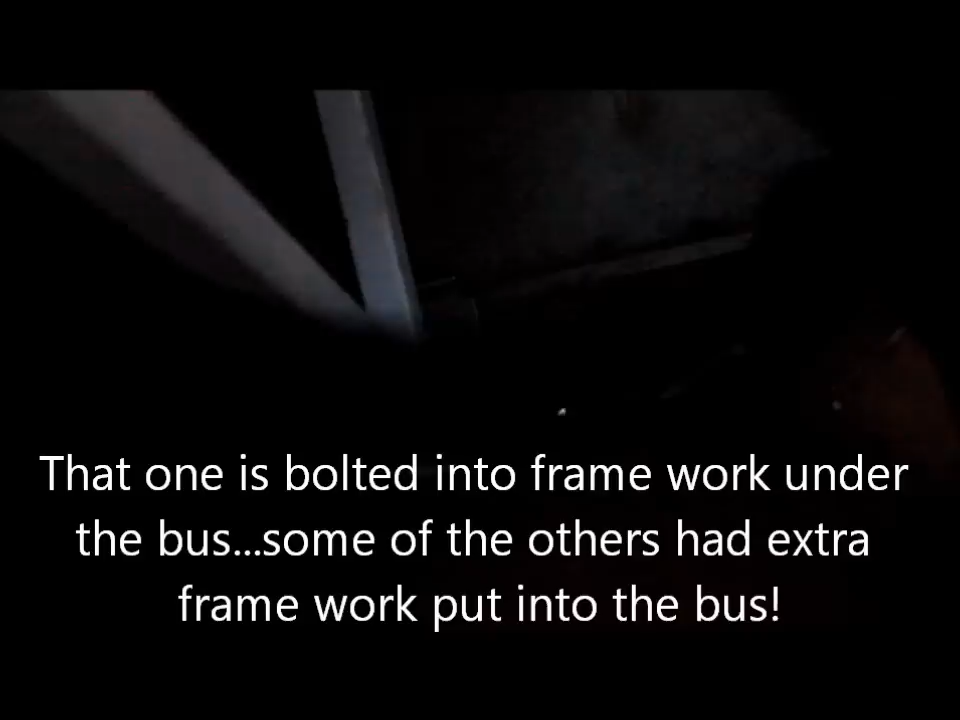 That one is bolted into frame work under
the bus...some of the others had extra
frame work put into the bus!